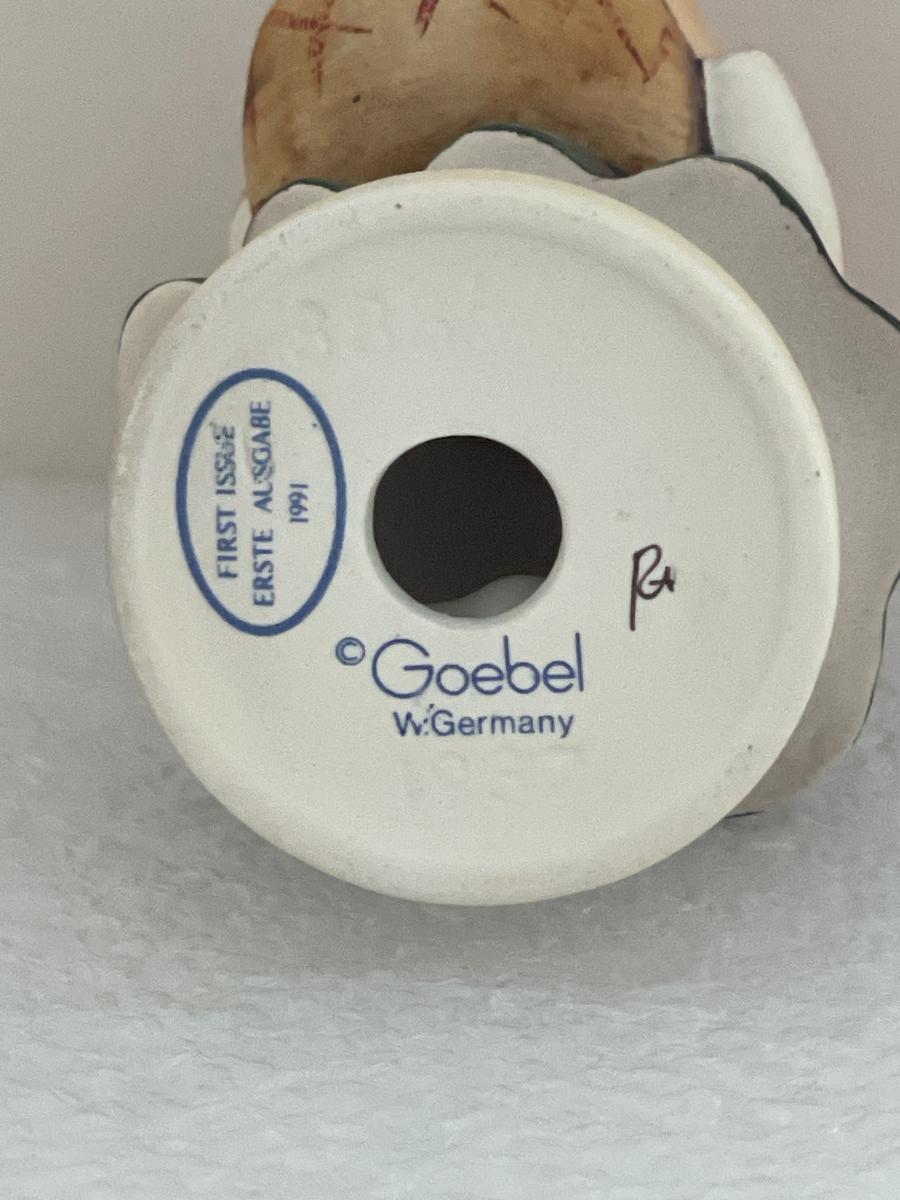 FIRST ISSUE
ERSTE AUSGABE
1991
© Goebel
W. Germany